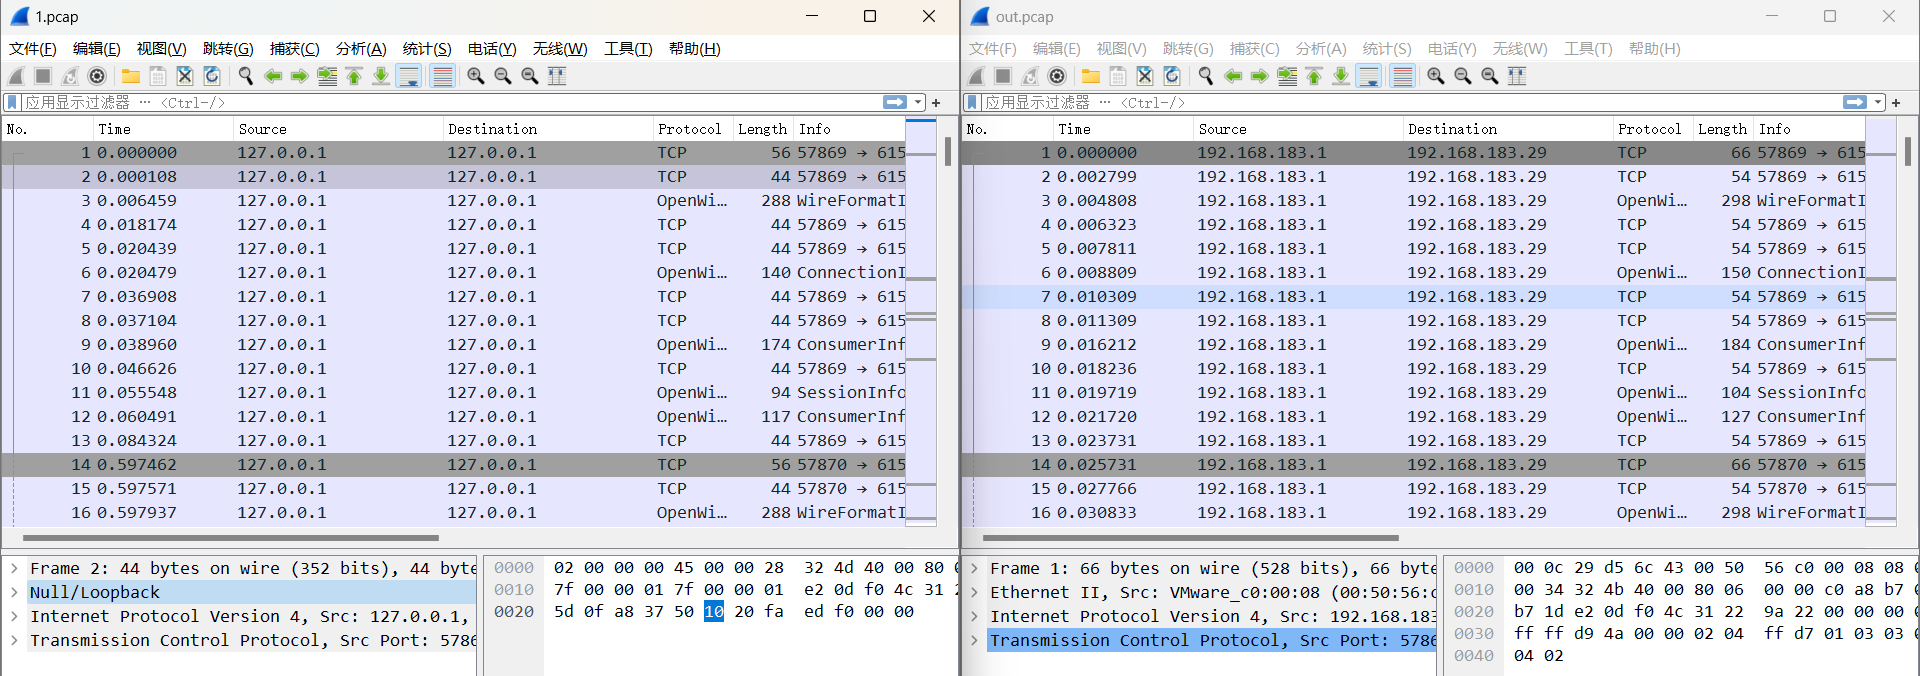 1.pcap
文件(F) 编辑(E) 视图(V) 跳转(G) 捕获(C) 分析(A) 统计(S) 电话(Y) 无线(W) 工具(T) 帮助(H)
应用显示过滤器 … <Ctrl-/>
No. Time Source Destination Protocol Length Info
1 0.000000 127.0.0.1 127.0.0.1 TCP 56 57869 → 615
2 0.000108 127.0.0.1 127.0.0.1 TCP 44 57869 → 615
3 0.006459 127.0.0.1 127.0.0.1 OpenWi… 288 WireFormatI
4 0.018174 127.0.0.1 127.0.0.1 TCP 44 57869 → 615
5 0.020439 127.0.0.1 127.0.0.1 TCP 44 57869 → 615
6 0.020479 127.0.0.1 127.0.0.1 OpenWi… 140 ConnectionI
7 0.036908 127.0.0.1 127.0.0.1 TCP 44 57869 → 615
8 0.037104 127.0.0.1 127.0.0.1 TCP 44 57869 → 615
9 0.038960 127.0.0.1 127.0.0.1 OpenWi… 174 ConsumerInf
10 0.046626 127.0.0.1 127.0.0.1 TCP 44 57869 → 615
11 0.055548 127.0.0.1 127.0.0.1 OpenWi… 94 SessionInfo
12 0.060491 127.0.0.1 127.0.0.1 OpenWi… 117 ConsumerInf
13 0.084324 127.0.0.1 127.0.0.1 TCP 44 57869 → 615
14 0.597462 127.0.0.1 127.0.0.1 TCP 56 57870 → 615
15 0.597571 127.0.0.1 127.0.0.1 TCP 44 57870 → 615
16 0.597937 127.0.0.1 127.0.0.1 OpenWi… 288 WireFormatI
Frame 2: 44 bytes on wire (352 bits), 44 byte
Null/Loopback
Internet Protocol Version 4, Src: 127.0.0.1,
Transmission Control Protocol, Src Port: 5786
0000 02 00 00 00 45 00 00 28 32 4d 40 00 80
0010 7f 00 00 01 7f 00 00 01 e2 0d f0 4c 31
0020 5d 0f a8 37 50 10 20 fa ed f0 00 00
out.pcap
文件(F) 编辑(E) 视图(V) 跳转(G) 捕获(C) 分析(A) 统计(S) 电话(Y) 无线(W) 工具(T) 帮助(H)
应用显示过滤器 … <Ctrl-/>
No. Time Source Destination Protocol Length Info
1 0.000000 192.168.183.1 192.168.183.29 TCP 66 57869 → 615
2 0.002799 192.168.183.1 192.168.183.29 TCP 54 57869 → 615
3 0.004808 192.168.183.1 192.168.183.29 OpenWi… 298 WireFormatI
4 0.006323 192.168.183.1 192.168.183.29 TCP 54 57869 → 615
5 0.007811 192.168.183.1 192.168.183.29 TCP 54 57869 → 615
6 0.008809 192.168.183.1 192.168.183.29 OpenWi… 150 ConnectionI
7 0.010309 192.168.183.1 192.168.183.29 TCP 54 57869 → 615
8 0.011309 192.168.183.1 192.168.183.29 TCP 54 57869 → 615
9 0.016212 192.168.183.1 192.168.183.29 OpenWi… 184 ConsumerInf
10 0.018236 192.168.183.1 192.168.183.29 TCP 54 57869 → 615
11 0.019719 192.168.183.1 192.168.183.29 OpenWi… 104 SessionInfo
12 0.021720 192.168.183.1 192.168.183.29 OpenWi… 127 ConsumerInf
13 0.023731 192.168.183.1 192.168.183.29 TCP 54 57869 → 615
14 0.025731 192.168.183.1 192.168.183.29 TCP 66 57870 → 615
15 0.027766 192.168.183.1 192.168.183.29 TCP 54 57870 → 615
16 0.030833 192.168.183.1 192.168.183.29 OpenWi… 298 WireFormatI
Frame 1: 66 bytes on wire (528 bits), 66 byte
Ethernet II, Src: VMware_c0:00:08 (00:50:56:c
Internet Protocol Version 4, Src: 192.168.183
Transmission Control Protocol, Src Port: 5786
0000 00 0c 29 d5 6c 43 00 50 56 c0 00 08 08
0010 00 34 32 4b 40 00 80 06 00 00 c0 a8 b7
0020 b7 1d e2 0d f0 4c 31 22 9a 22 00 00 00
0030 ff ff d9 4a 00 00 02 04 ff d7 01 03 03
0040 04 02